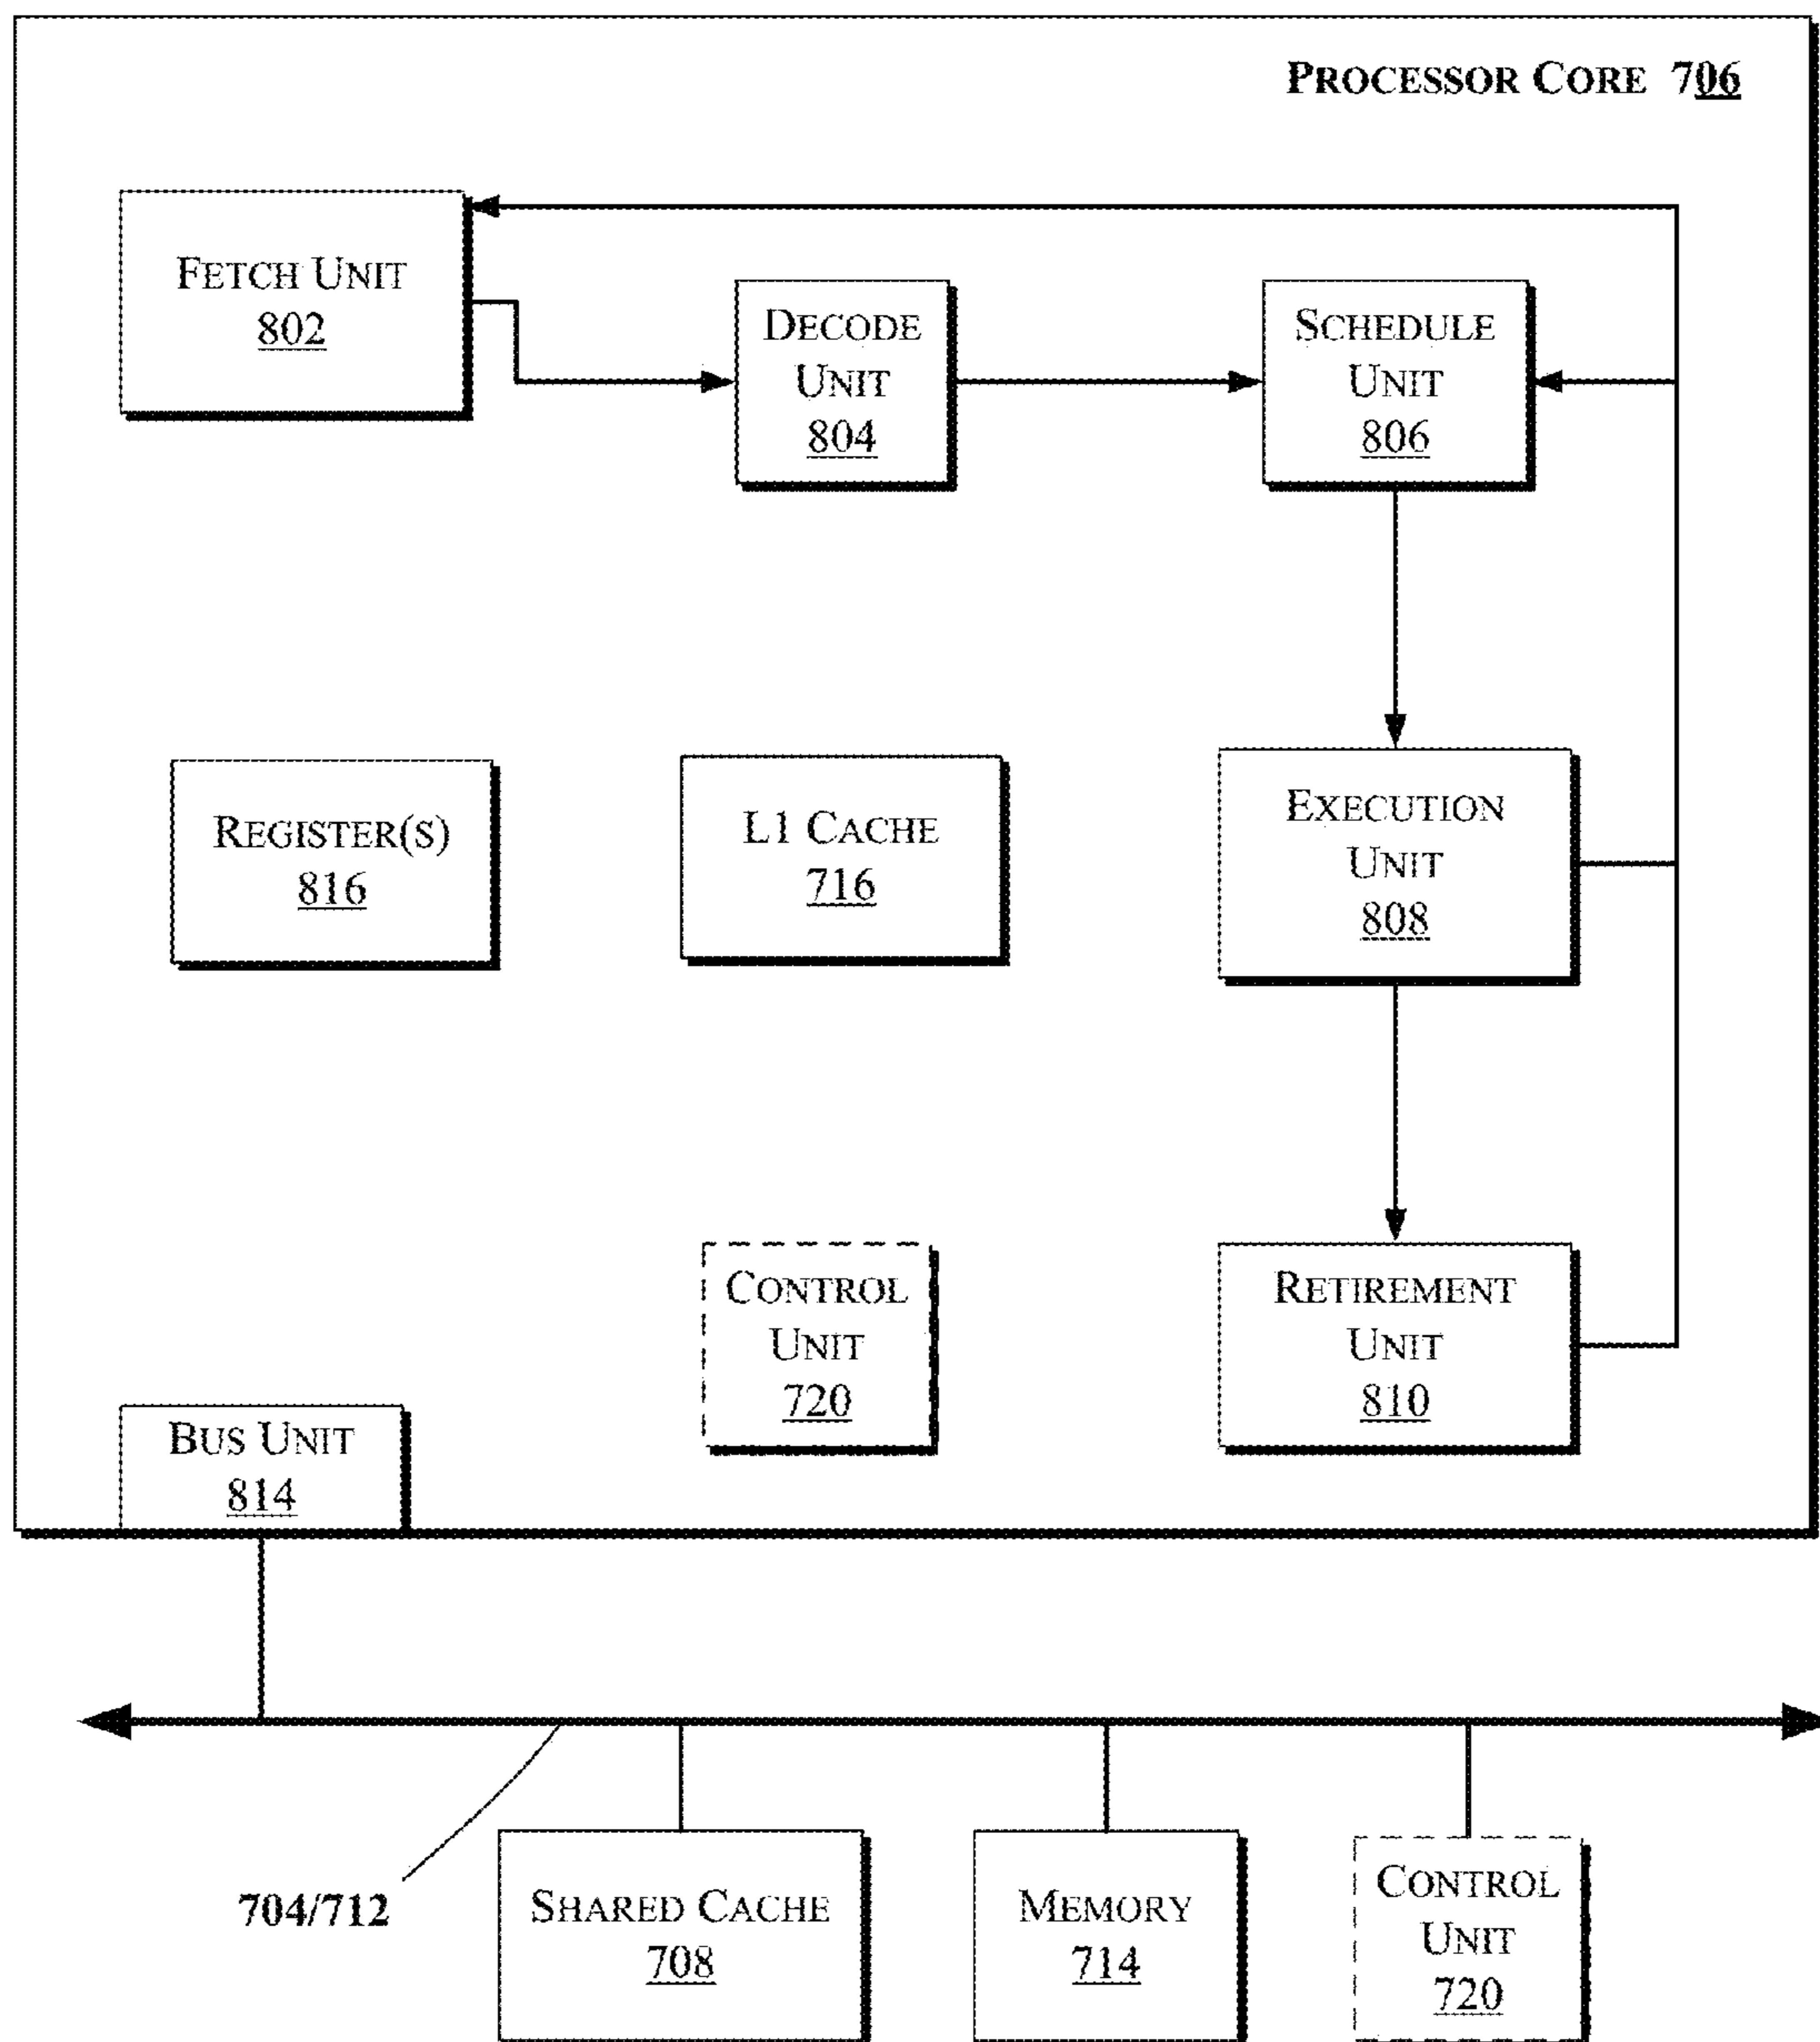 PROCESSOR CORE 706
FETCH UNIT
802
DECODE
UNIT
804
SCHEDULE
UNIT
806
REGISTER(S)
816
L1 CACHE
716
EXECUTION
UNIT
808
CONTROL
UNIT
720
RETIREMENT
UNIT
810
BUS UNIT
814
704/712
SHARED CACHE
708
MEMORY
714
CONTROL
UNIT
720